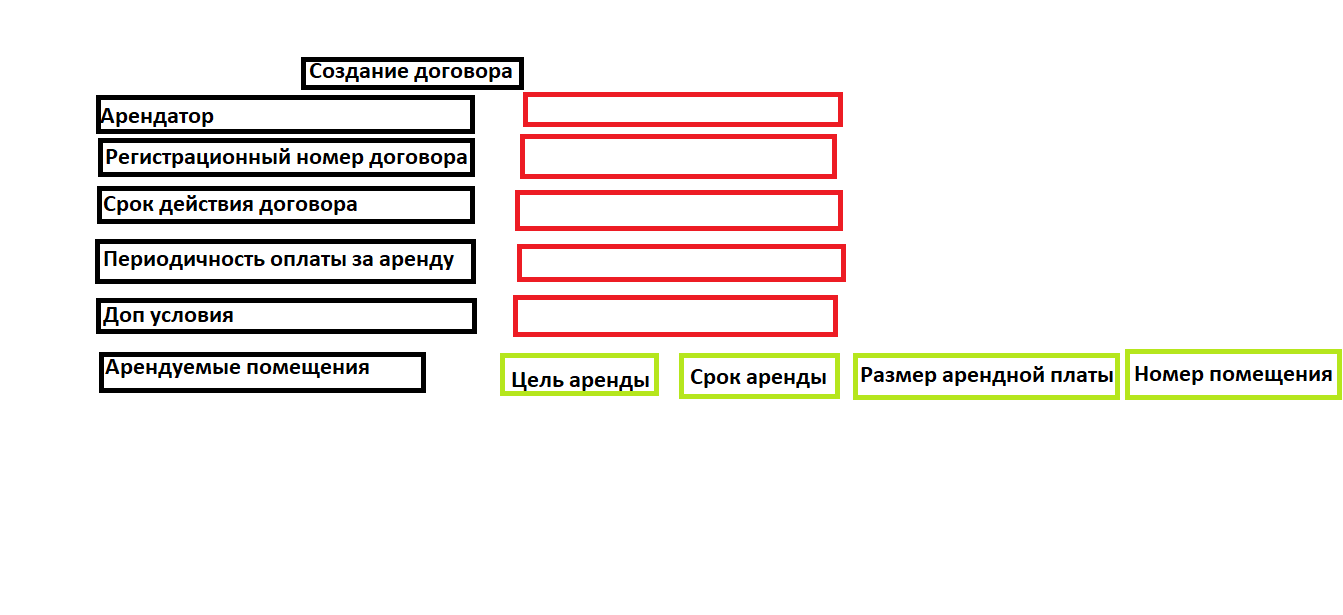 Создание договора
Арендатор
Регистрационный номер договора
Срок действия договора
Периодичность оплаты за аренду
Доп условия
Арендуемые помещения
Цель аренды
Срок аренды
Размер арендной платы
Номер помещения